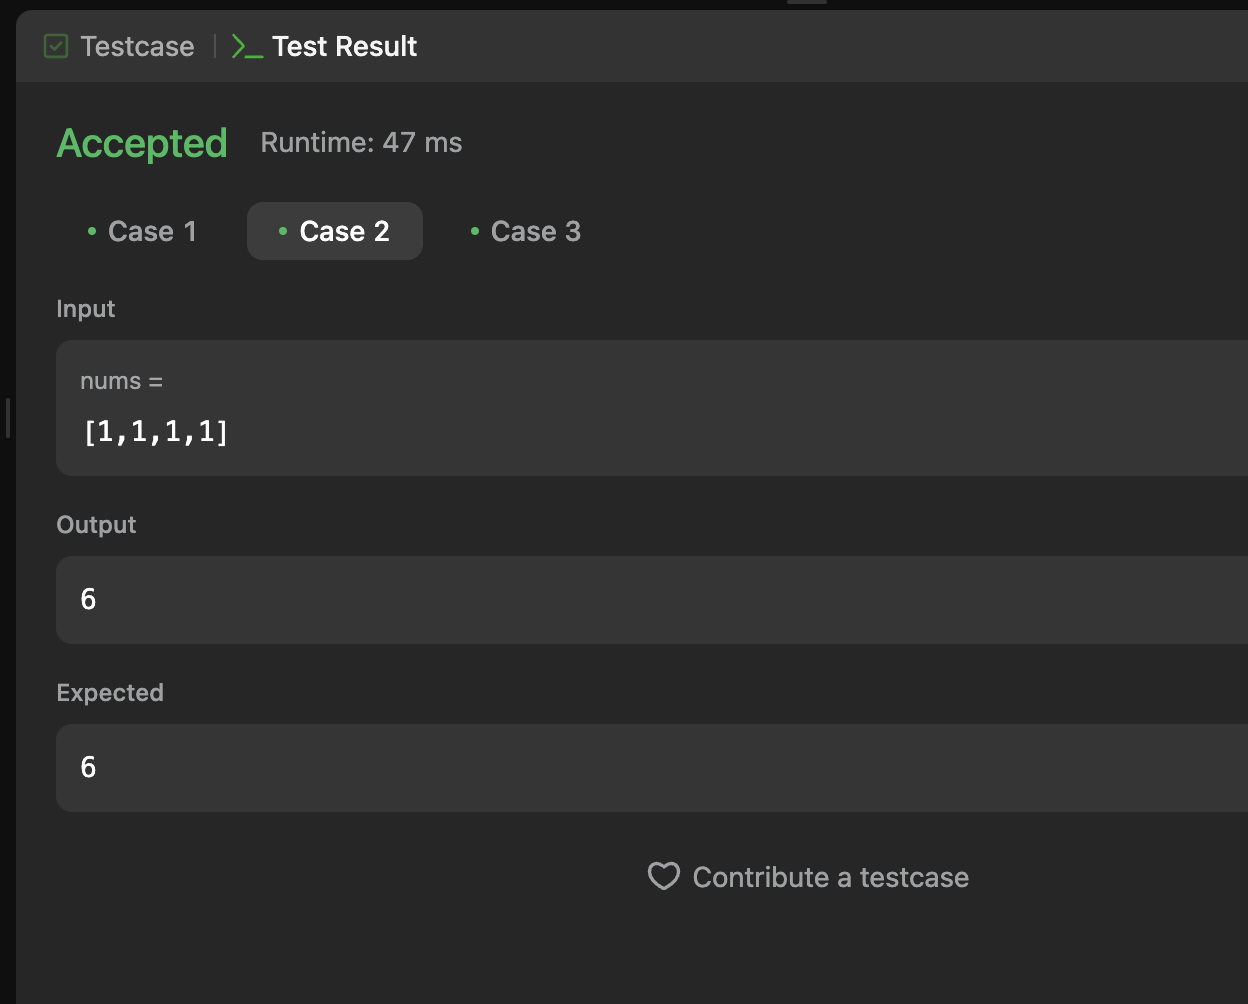 Testcase | >_ Test Result
Accepted Runtime: 47 ms
• Case 1 • Case 2 • Case 3
Input
nums =
[1,1,1,1]
Output
6
Expected
6
Contribute a testcase